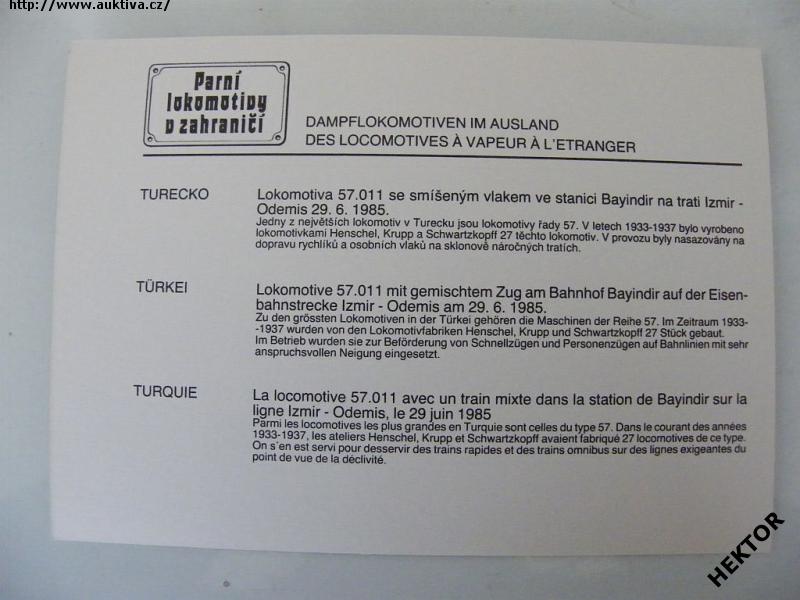 http://www.auktiva.cz/
Parní
lokomotivy
v zahraničí
DAMPFLOKOMOTIVEN IM AUSLAND
DES LOCOMOTIVES À VAPEUR À L'ETRANGER
TURECKO
Lokomotiva 57.011 se smíšeným vlakem ve stanici Bayindir na trati Izmir -
Odemis 29. 6. 1985.
Jedny z největších lokomotiv v Turecku jsou lokomotivy řady 57. V letech 1933-1937 bylo vyrobeno
lokomotivkami Henschel, Krupp a Schwartzkopff 27 těchto lokomotiv. V provozu byly nasazovány na
dopravu rychlíků a osobních vlaků na sklonově náročných tratích.
TÜRKEI
Lokomotive 57.011 mit gemischtem Zug am Bahnhof Bayindir auf der Eisen-
bahnstrecke Izmir - Odemis am 29. 6. 1985.
Zu den grössten Lokomotiven in der Türkei gehören die Maschinen der Reihe 57. Im Zeitraum 1933-
-1937 wurden von den Lokomotivfabriken Henschel, Krupp und Schwartzkopff 27 Stück gebaut.
Im Betrieb wurden sie zur Beförderung von Schnellzügen und Personenzügen auf Bahnlinien mit sehr
anspruchsvollen Neigung eingesetzt.
TURQUIE
La locomotive 57.011 avec un train mixte dans la station de Bayindir sur la
ligne Izmir - Odemis, le 29 juin 1985
Parmi les locomotives les plus grandes en Turquie sont celles du type 57. Dans le courant des années
1933-1937, les ateliers Henschel, Krupp et Schwartzkopff avaient fabriqué 27 locomotives de ce type.
On s'en est servi pour desservir des trains rapides et des trains omnibus sur des lignes exigeantes du
point de vue de la déclivité.
HEKTOR